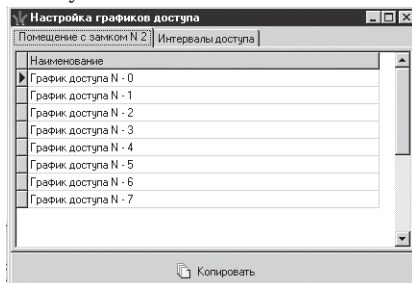 Настройка графиков доступа
Помещение с замком N 2 Интервалы доступа
Наименование
График доступа N - 0
График доступа N - 1
График доступа N - 2
График доступа N - 3
График доступа N - 4
График доступа N - 5
График доступа N - 6
График доступа N - 7
Копировать